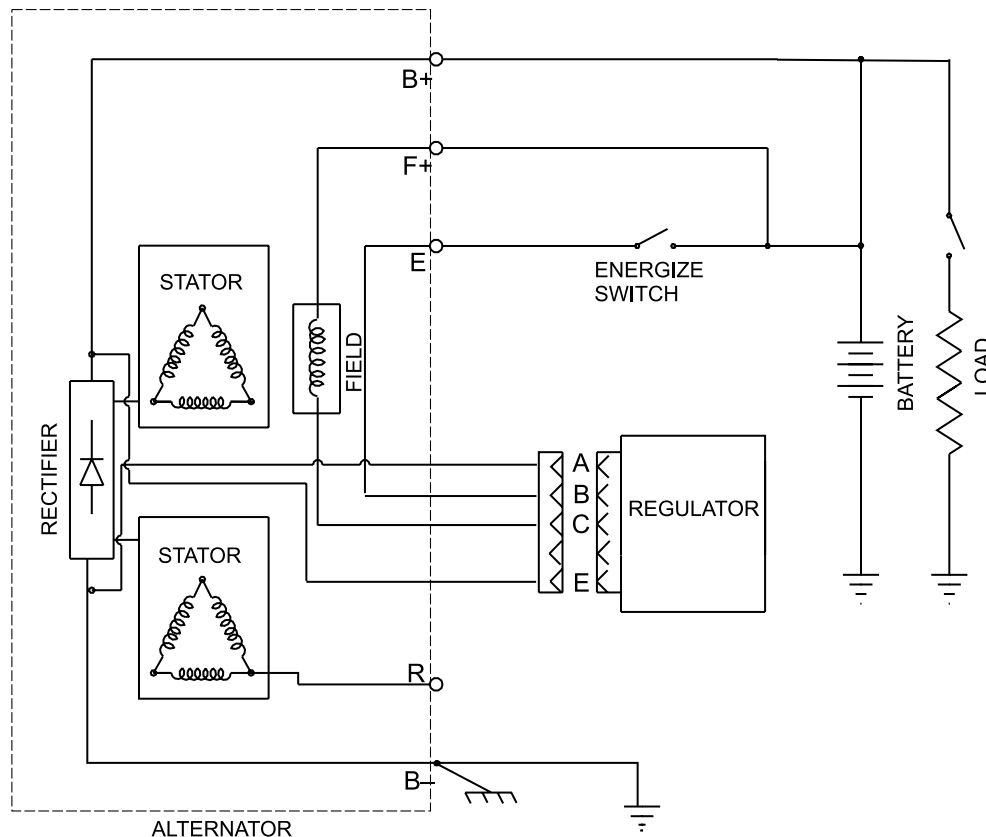 B+
F+
E
STATOR
ENERGIZE
SWITCH
FIELD
BATTERY
LOAD
RECTIFIER
A
B
C
E
REGULATOR
STATOR
R
B–
ALTERNATOR